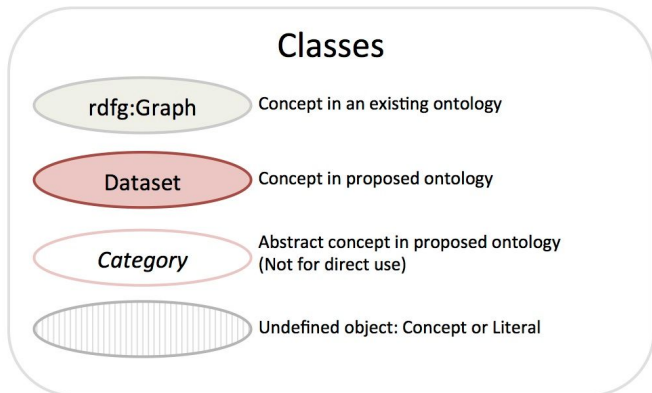 Classes
rdfg:Graph
Concept in an existing ontology
Dataset
Concept in proposed ontology
Category
Abstract concept in proposed ontology
(Not for direct use)
Undefined object: Concept or Literal